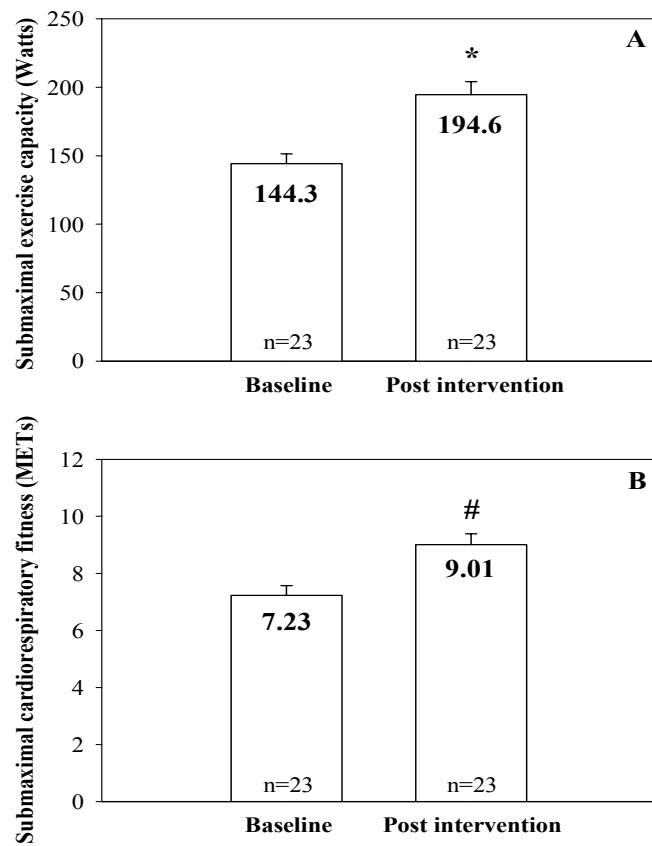 Submaximal exercise capacity (Watts)
250
200
150
100
50
0
A
*
144.3
194.6
n=23
n=23
Baseline
Post intervention
Submaximal cardiorespiratory fitness (METs)
12
10
8
6
4
2
0
B
#
7.23
9.01
n=23
n=23
Baseline
Post intervention